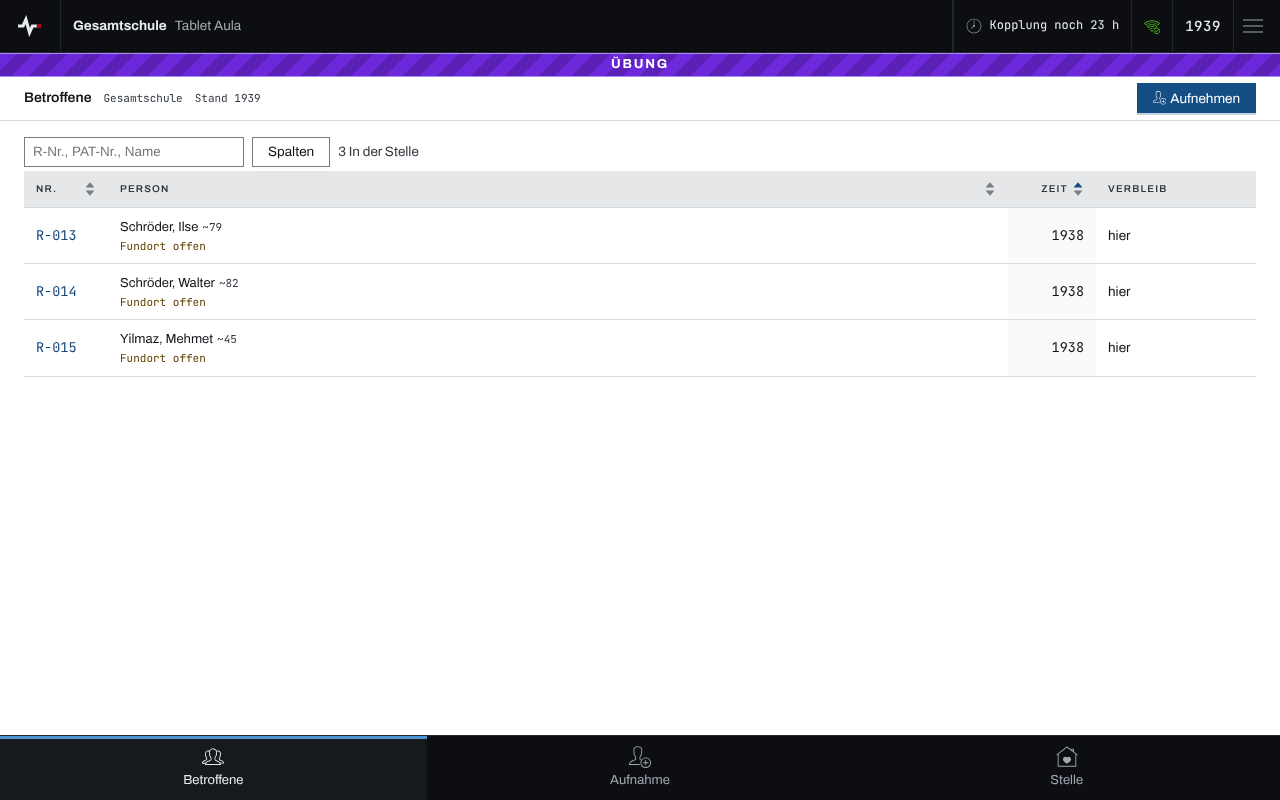 Gesamtschule Tablet Aula
Kopplung noch 23 h
1939
ÜBUNG
Betroffene Gesamtschule Stand 1939
Aufnehmen
R-Nr., PAT-Nr., Name
Spalten
3 In der Stelle
NR. PERSON ZEIT VERBLEIB
R-013 Schröder, Ilse ~79 1938 hier
Fundort offen
R-014 Schröder, Walter ~82 1938 hier
Fundort offen
R-015 Yilmaz, Mehmet ~45 1938 hier
Fundort offen
Betroffene
Aufnahme
Stelle